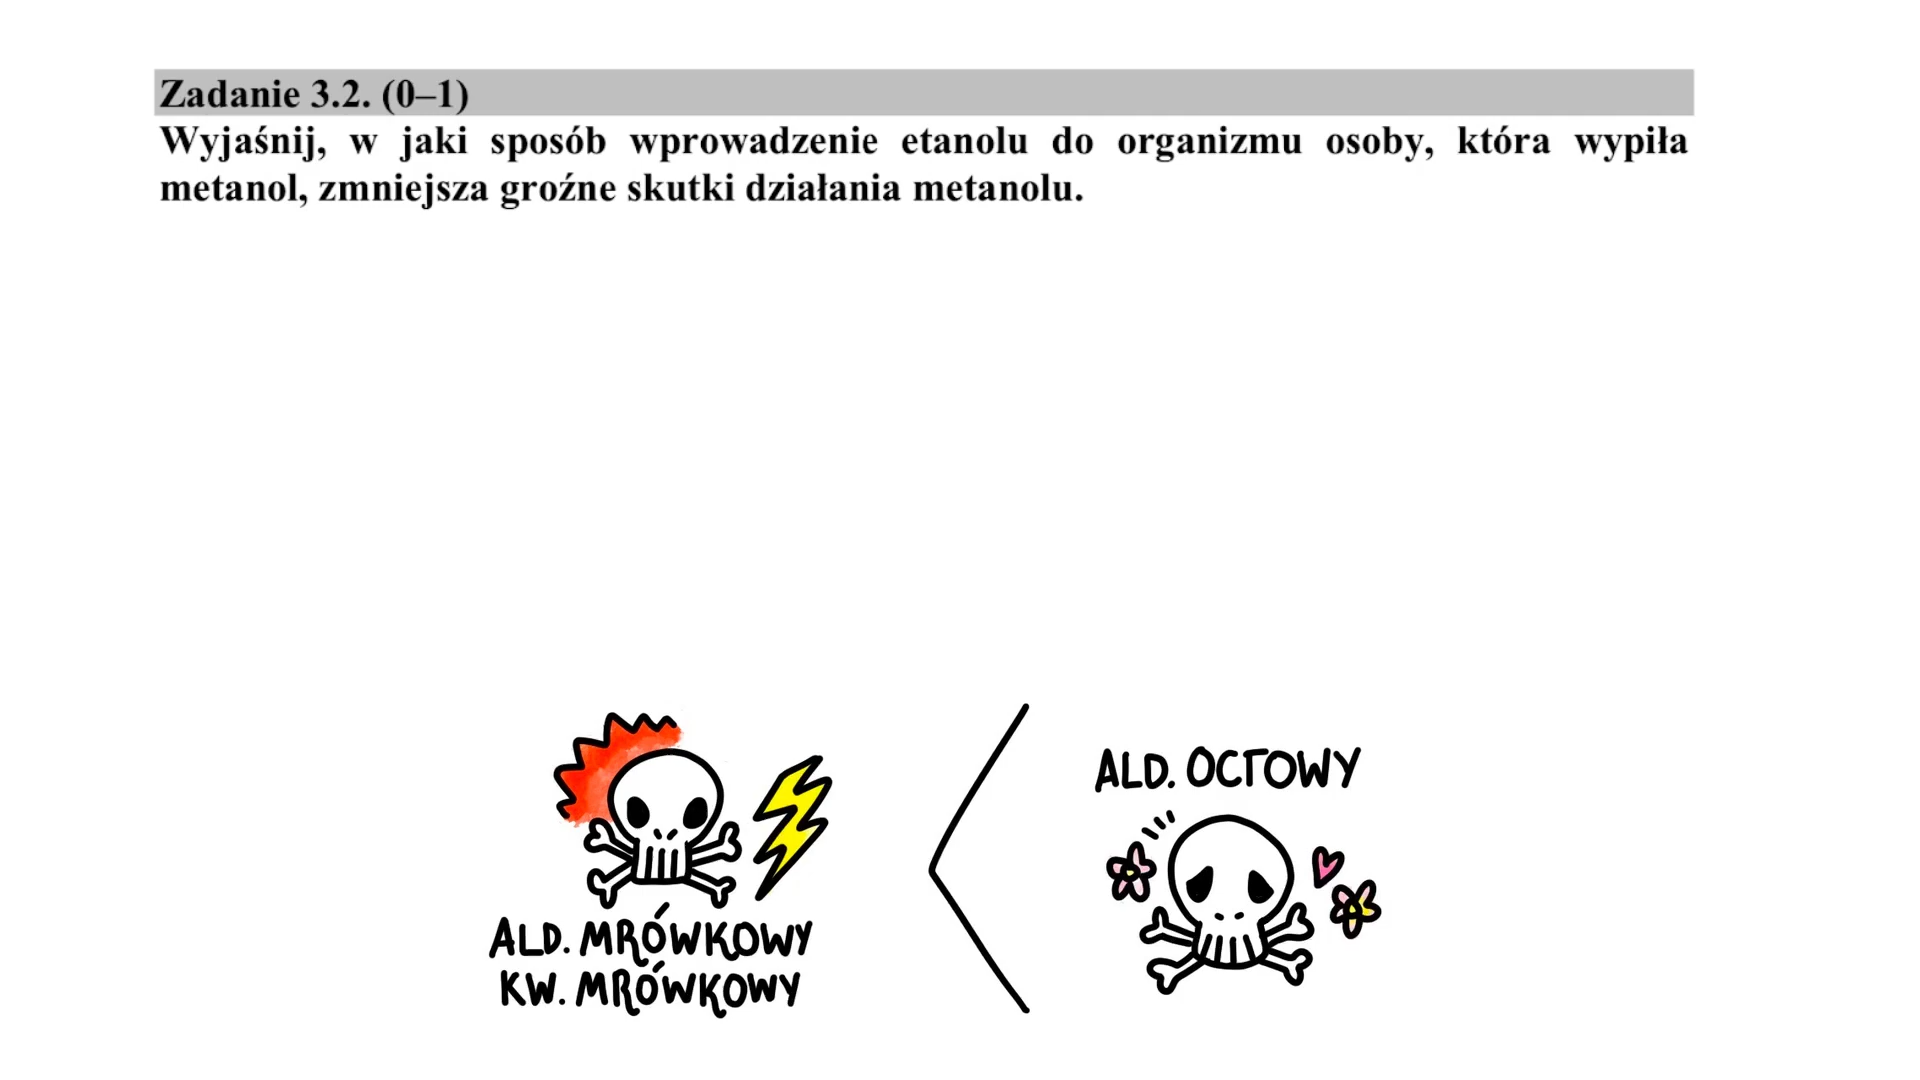 Zadanie 3.2. (0–1)
Wyjaśnij, w jaki sposób wprowadzenie etanolu do organizmu osoby, która wypiła
metanol, zmniejsza groźne skutki działania metanolu.
ALD. OCTOWY
ALD. MRÓWKOWY
KW. MRÓWKOWY